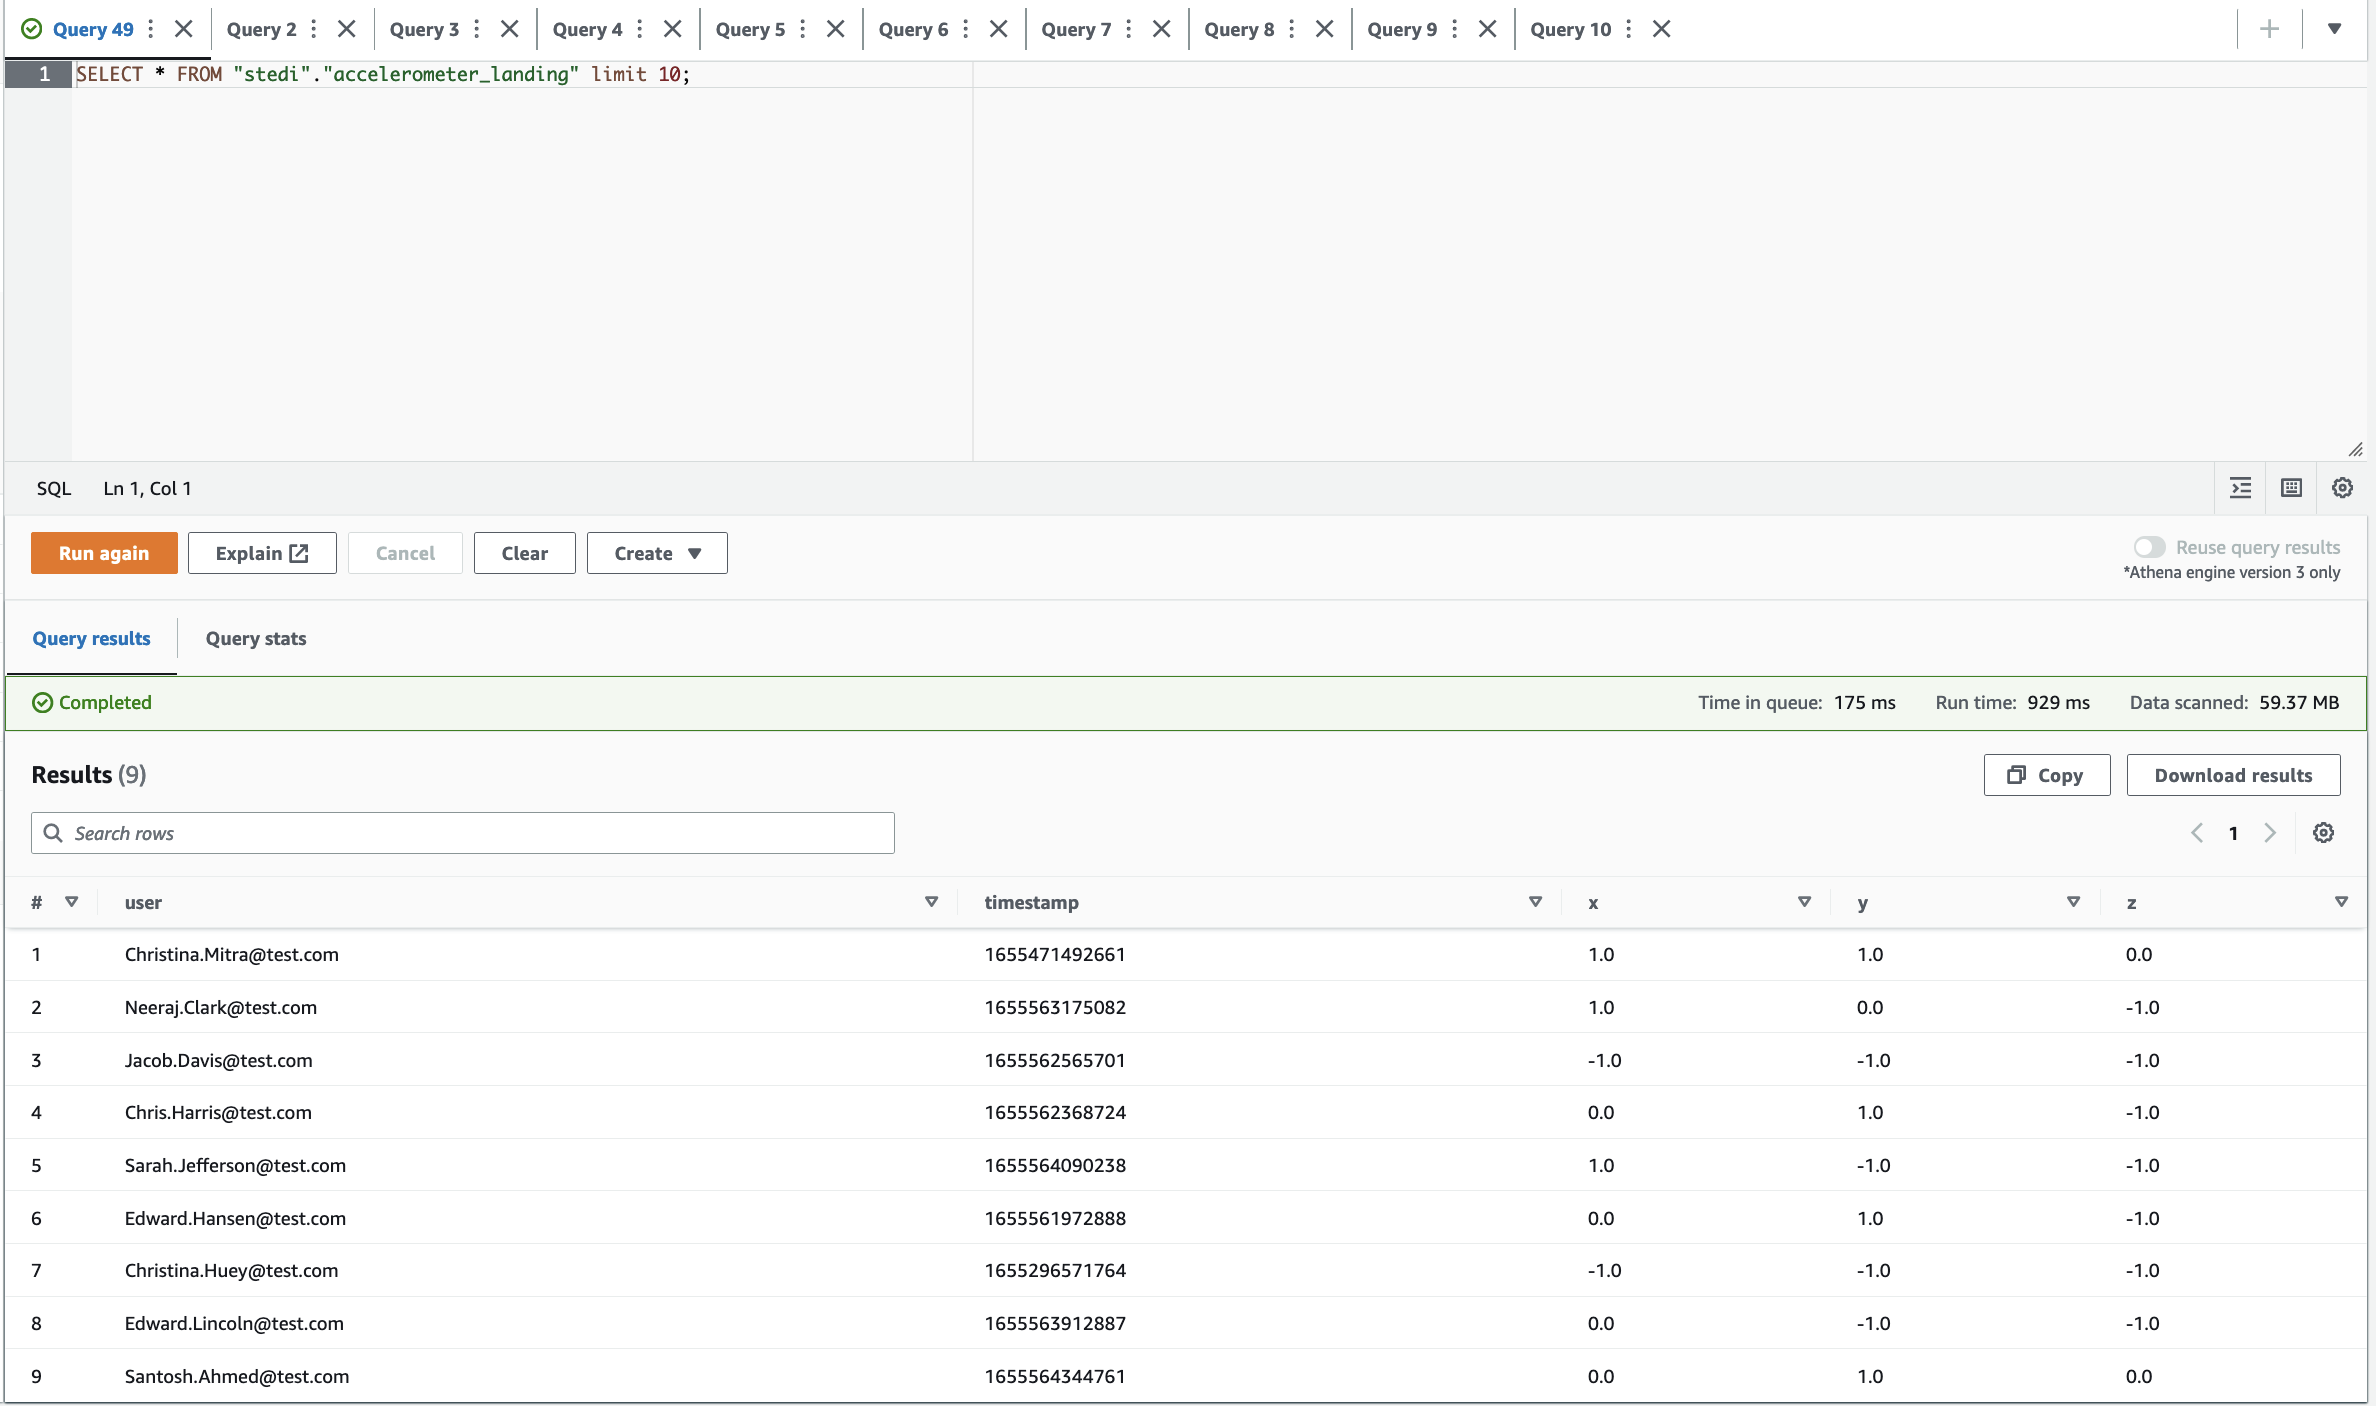 Query 49 Query 2 Query 3 Query 4 Query 5 Query 6 Query 7 Query 8 Query 9 Query 10
1 SELECT * FROM "stedi"."accelerometer_landing" limit 10;
SQL Ln 1, Col 1
Run again Explain Cancel Clear Create Reuse query results
*Athena engine version 3 only
Query results Query stats
Completed Time in queue: 175 ms Run time: 929 ms Data scanned: 59.37 MB
Results (9) Copy Download results
Search rows 1
# user timestamp x y z
1 Christina.Mitra@test.com 1655471492661 1.0 1.0 0.0
2 Neeraj.Clark@test.com 1655563175082 1.0 0.0 -1.0
3 Jacob.Davis@test.com 1655562565701 -1.0 -1.0 -1.0
4 Chris.Harris@test.com 1655562368724 0.0 1.0 -1.0
5 Sarah.Jefferson@test.com 1655564090238 1.0 -1.0 -1.0
6 Edward.Hansen@test.com 1655561972888 0.0 1.0 -1.0
7 Christina.Huey@test.com 1655296571764 -1.0 -1.0 -1.0
8 Edward.Lincoln@test.com 1655563912887 0.0 -1.0 -1.0
9 Santosh.Ahmed@test.com 1655564344761 0.0 1.0 0.0